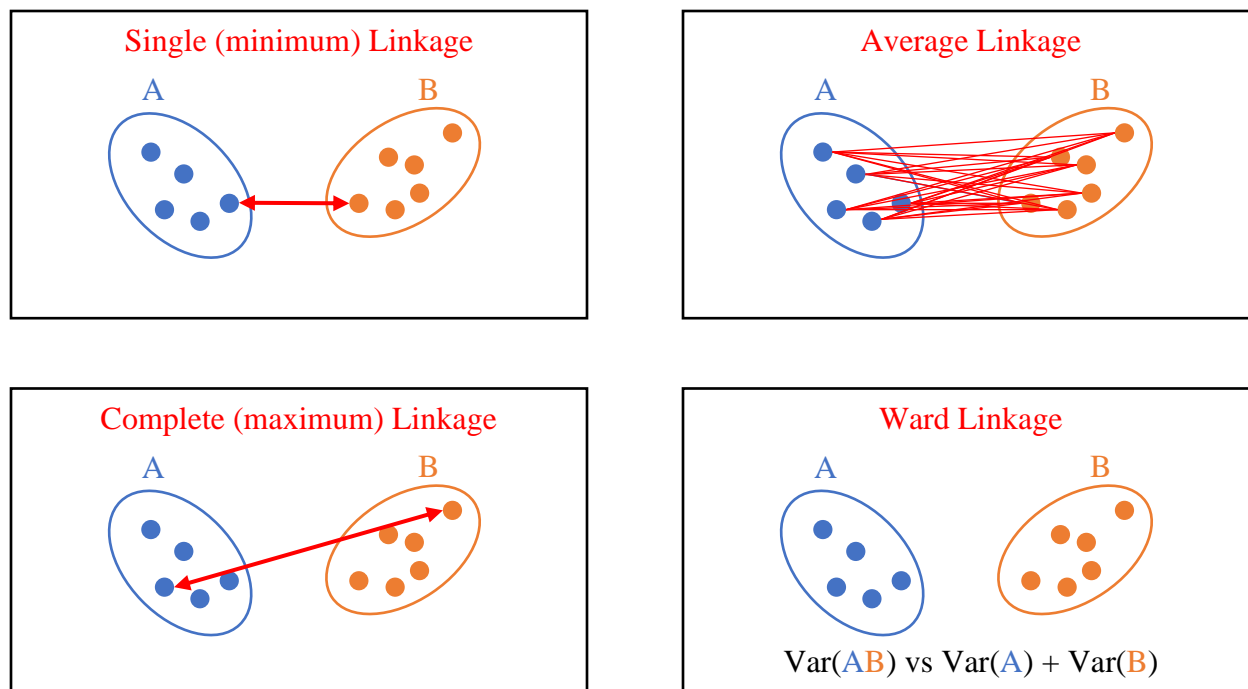 Single (minimum) Linkage
A
B
Average Linkage
A
B
Complete (maximum) Linkage
A
B
Ward Linkage
A
B
Var(AB) vs Var(A) + Var(B)